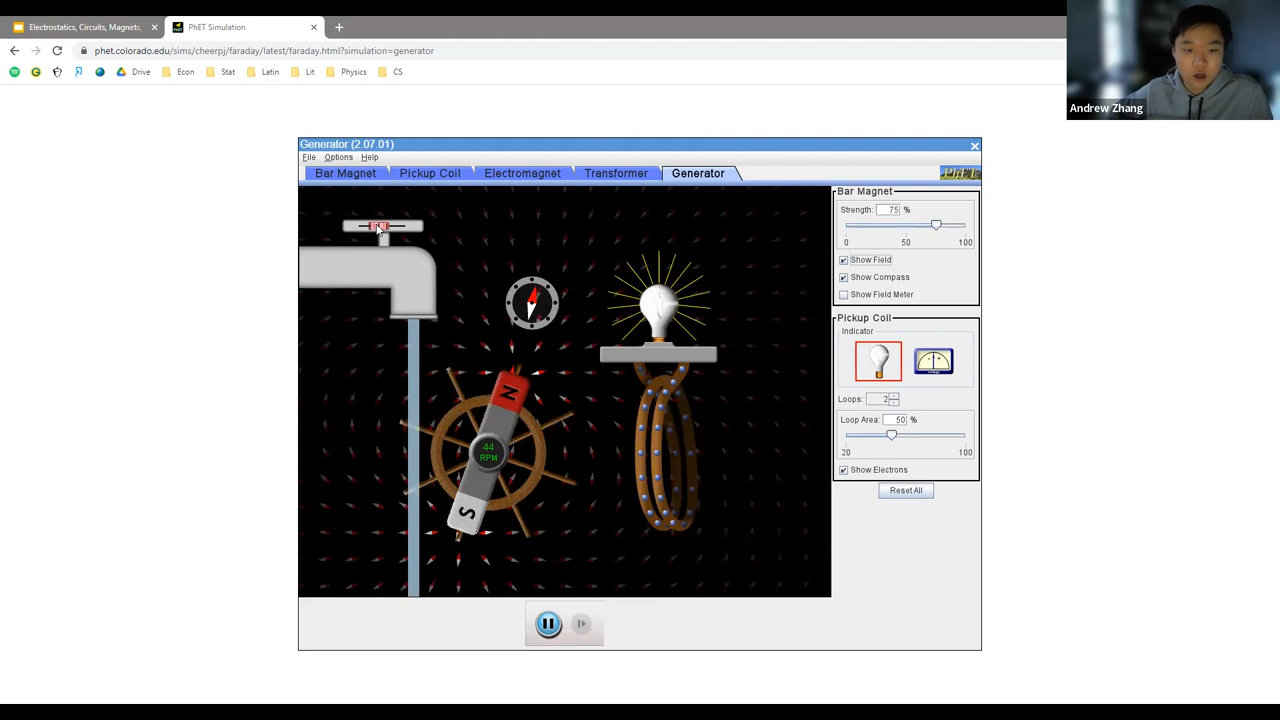 Electrostatics, Circuits, Magnets.
PhET Simulation
phet.colorado.edu/sims/cheerpj/faraday/latest/faraday.html?simulation=generator
Drive Econ Stat Latin Lit Physics CS
Andrew Zhang
Generator (2.07.01)
File Options Help
Bar Magnet Pickup Coil Electromagnet Transformer Generator PhET
Bar Magnet
Strength: 75 %
0 50 100
Show Field
Show Compass
Show Field Meter
Pickup Coil
Indicator
Loops: 2
Loop Area: 50 %
20 100
Show Electrons
Reset All
N
44
RPM
S